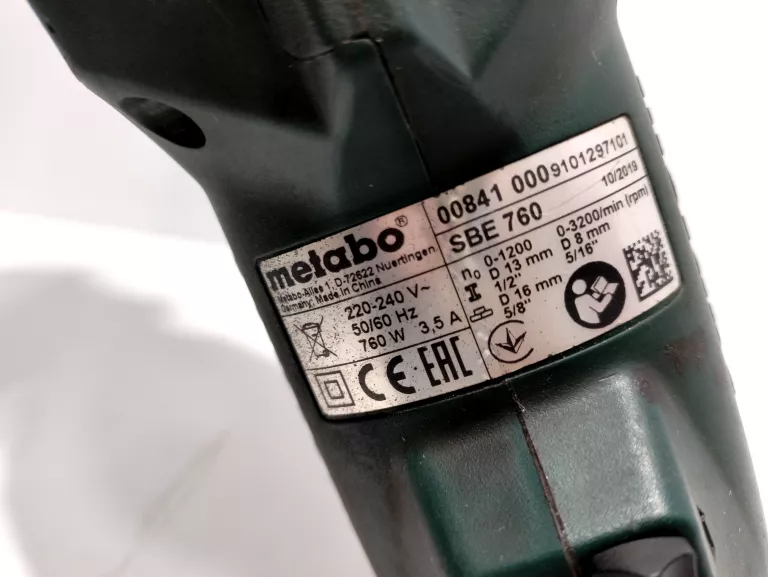 metabo®
Metabo-Allee 1, D-72622 Nuertingen
Germany, Made in China
220-240 V~
50/60 Hz
760 W 3,5 A
CE EAC
00841 0009101297101
SBE 760
10/2019
n₀ 0-1200 0-3200/min (rpm)
D 13 mm D 8 mm
1/2" 5/16"
D 16 mm
5/8"